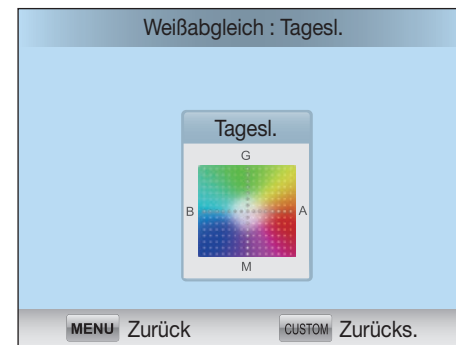 Weißabgleich : Tagesl.
Tagesl.
G
B A
M
MENU Zurück CUSTOM Zurücks.